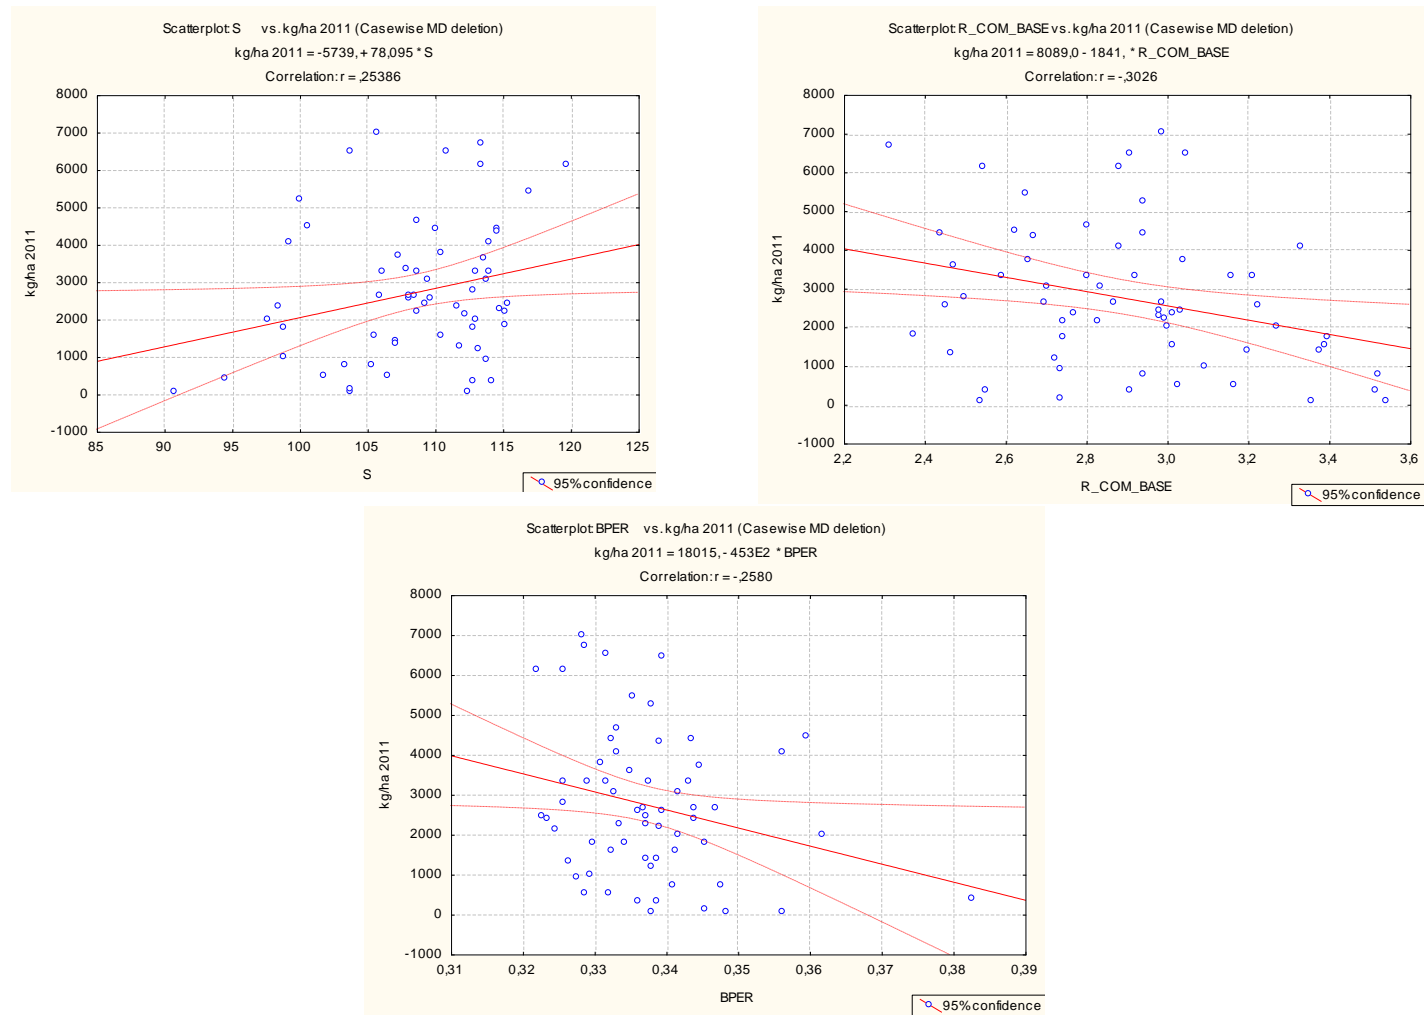 Scatterplot: S vs. kg/ha 2011 (Casewise MD deletion)
kg/ha 2011 = -5739, + 78,095 * S
Correlation: r = ,25386
8000
7000
6000
5000
4000
3000
2000
1000
0
-1000
kg/ha 2011
85 90 95 100 105 110 115 120 125
S
95% confidence
Scatterplot: R_COM_BASE vs. kg/ha 2011 (Casewise MD deletion)
kg/ha 2011 = 8089,0 - 1841, * R_COM_BASE
Correlation: r = -,3026
8000
7000
6000
5000
4000
3000
2000
1000
0
-1000
kg/ha 2011
2,2 2,4 2,6 2,8 3,0 3,2 3,4 3,6
R_COM_BASE
95% confidence
Scatterplot: BPER vs. kg/ha 2011 (Casewise MD deletion)
kg/ha 2011 = 18015, - 453E2 * BPER
Correlation: r = -,2580
8000
7000
6000
5000
4000
3000
2000
1000
0
-1000
kg/ha 2011
0,31 0,32 0,33 0,34 0,35 0,36 0,37 0,38 0,39
BPER
95% confidence